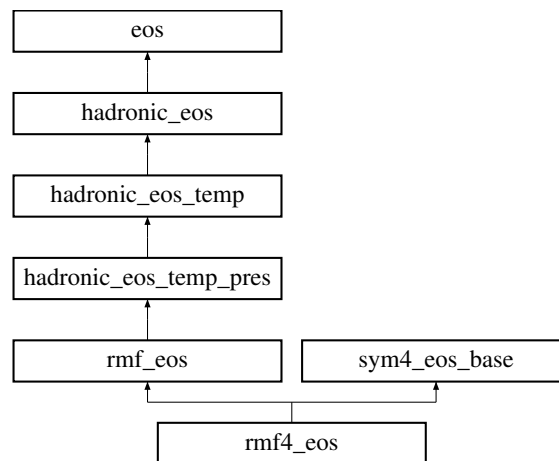 eos
hadronic_eos
hadronic_eos_temp
hadronic_eos_temp_pres
rmf_eos
sym4_eos_base
rmf4_eos